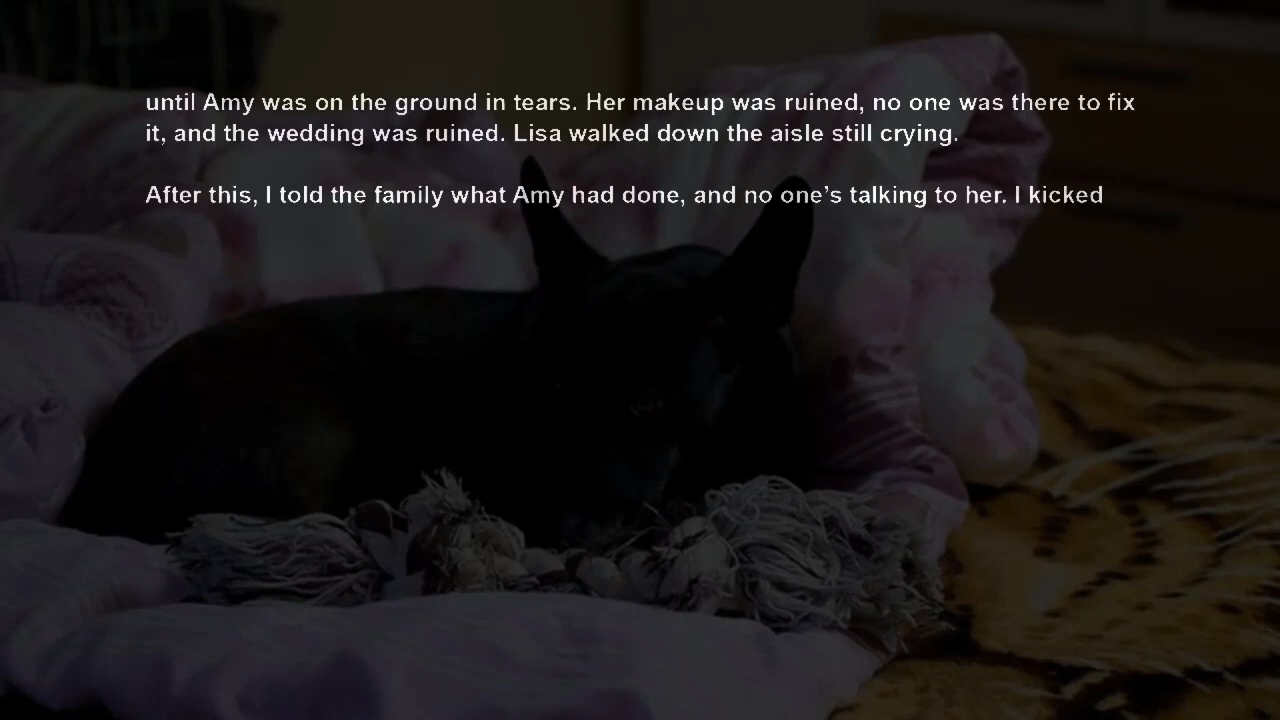 until Amy was on the ground in tears. Her makeup was ruined, no one was there to fix
it, and the wedding was ruined. Lisa walked down the aisle still crying.
After this, I told the family what Amy had done, and no one’s talking to her. I kicked